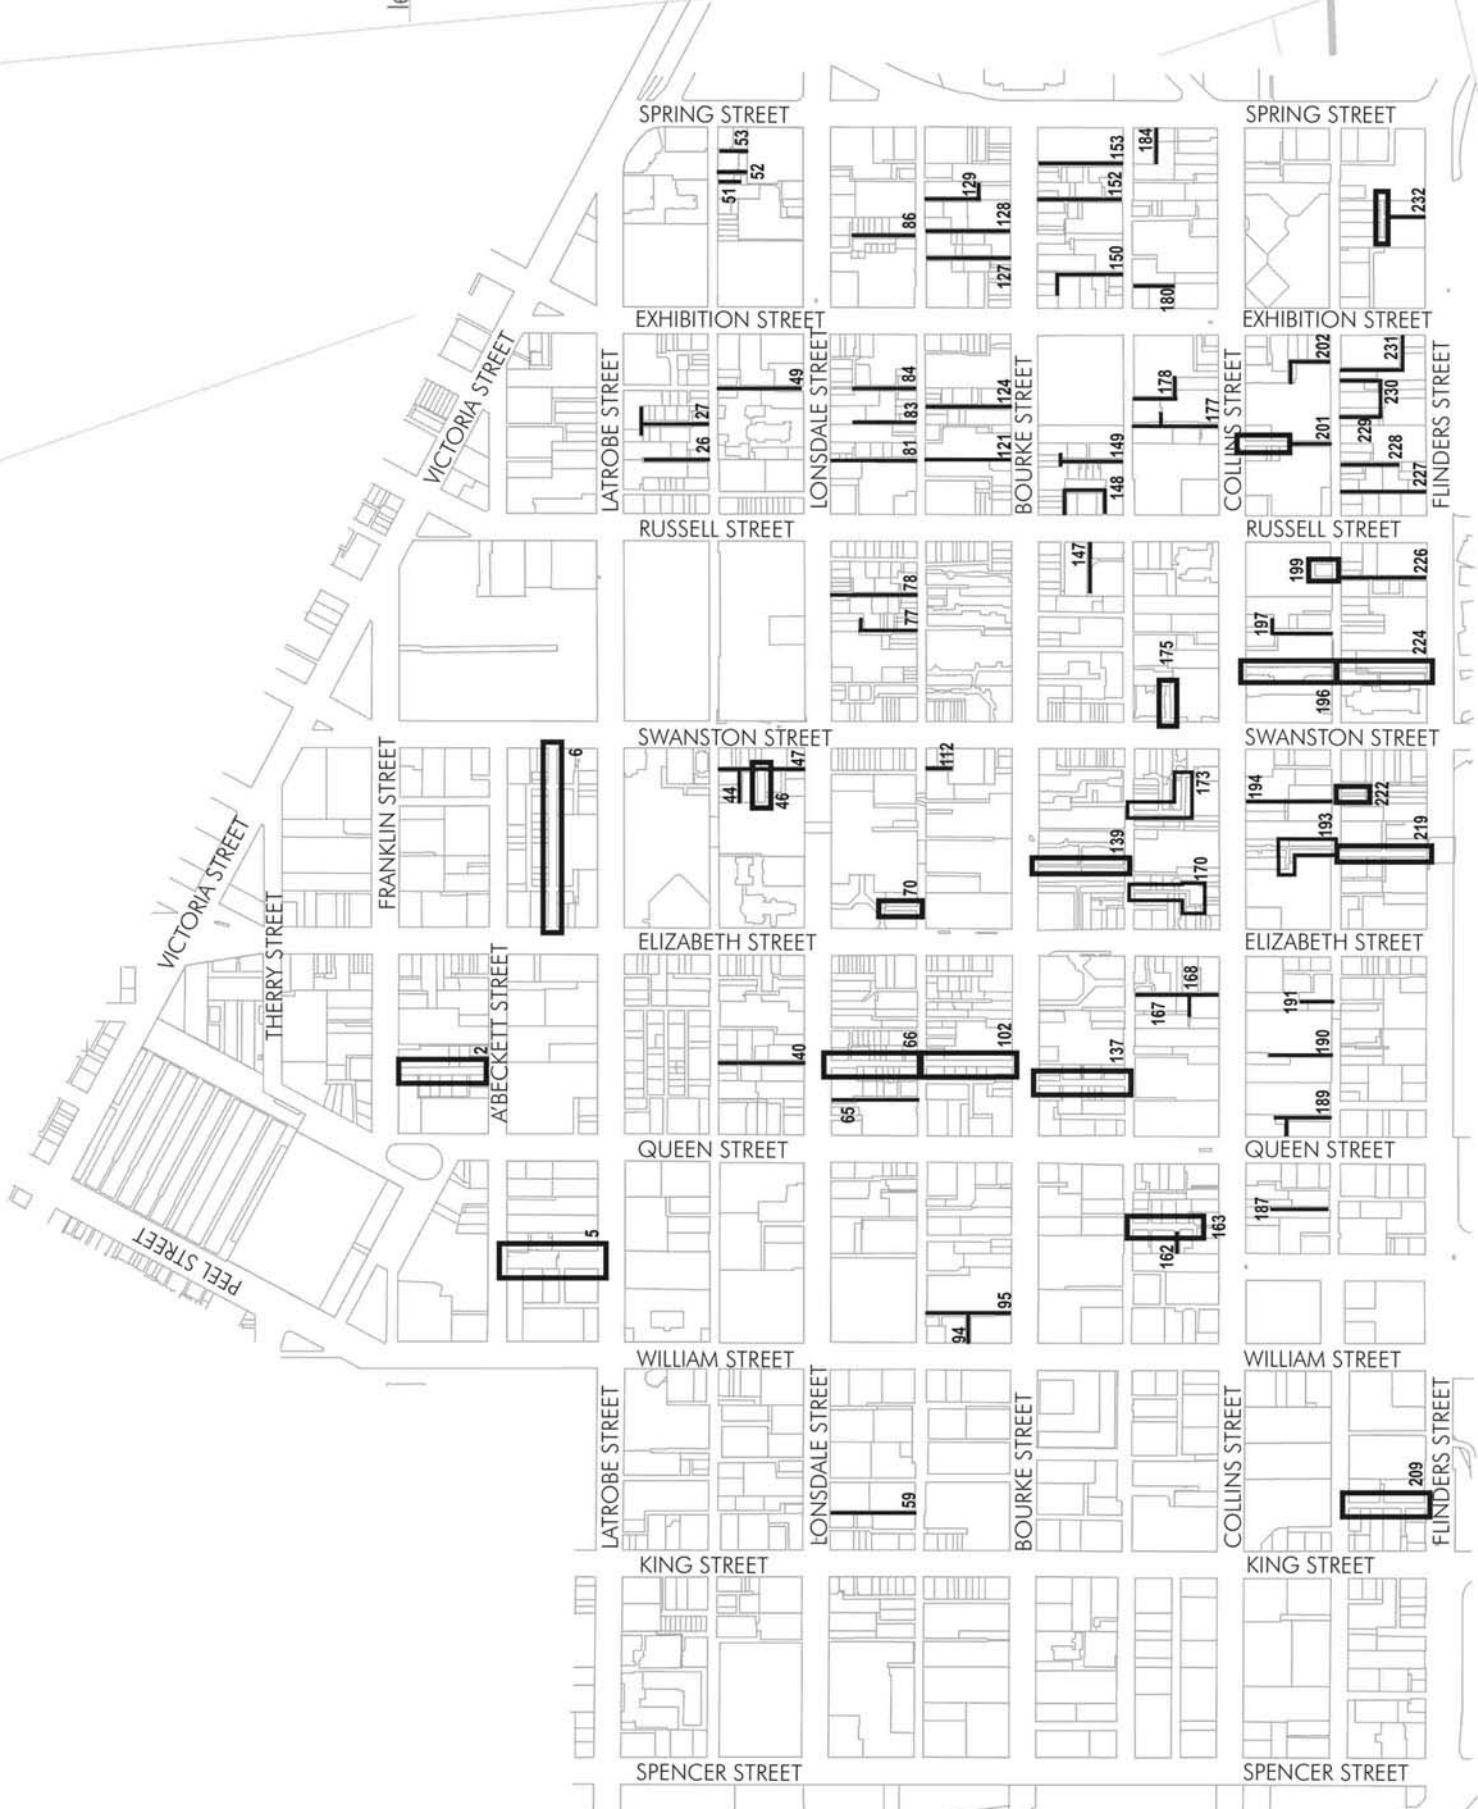 SPRING STREET
SPRING STREET
53
52
51
184
153
152
150
180
129
128
127
86
232
EXHIBITION STREET
EXHIBITION STREET
VICTORIA STREET
LATROBE STREET
LONSDALE STREET
BOURKE STREET
COLLINS STREET
FLINDERS STREET
27
26
49
84
83
81
124
121
149
148
178
177
202
201
231
230
229
228
227
RUSSELL STREET
RUSSELL STREET
78
77
147
175
199
197
196
226
224
SWANSTON STREET
SWANSTON STREET
FRANKLIN STREET
6
47
44
46
112
70
139
173
170
194
193
222
219
VICTORIA STREET
THERRY STREET
ELIZABETH STREET
ELIZABETH STREET
A'BECKETT STREET
2
40
66
65
102
137
168
167
191
190
189
QUEEN STREET
QUEEN STREET
PEEL STREET
5
95
94
163
162
187
WILLIAM STREET
WILLIAM STREET
LATROBE STREET
LONSDALE STREET
BOURKE STREET
COLLINS STREET
FLINDERS STREET
59
209
KING STREET
KING STREET
SPENCER STREET
SPENCER STREET